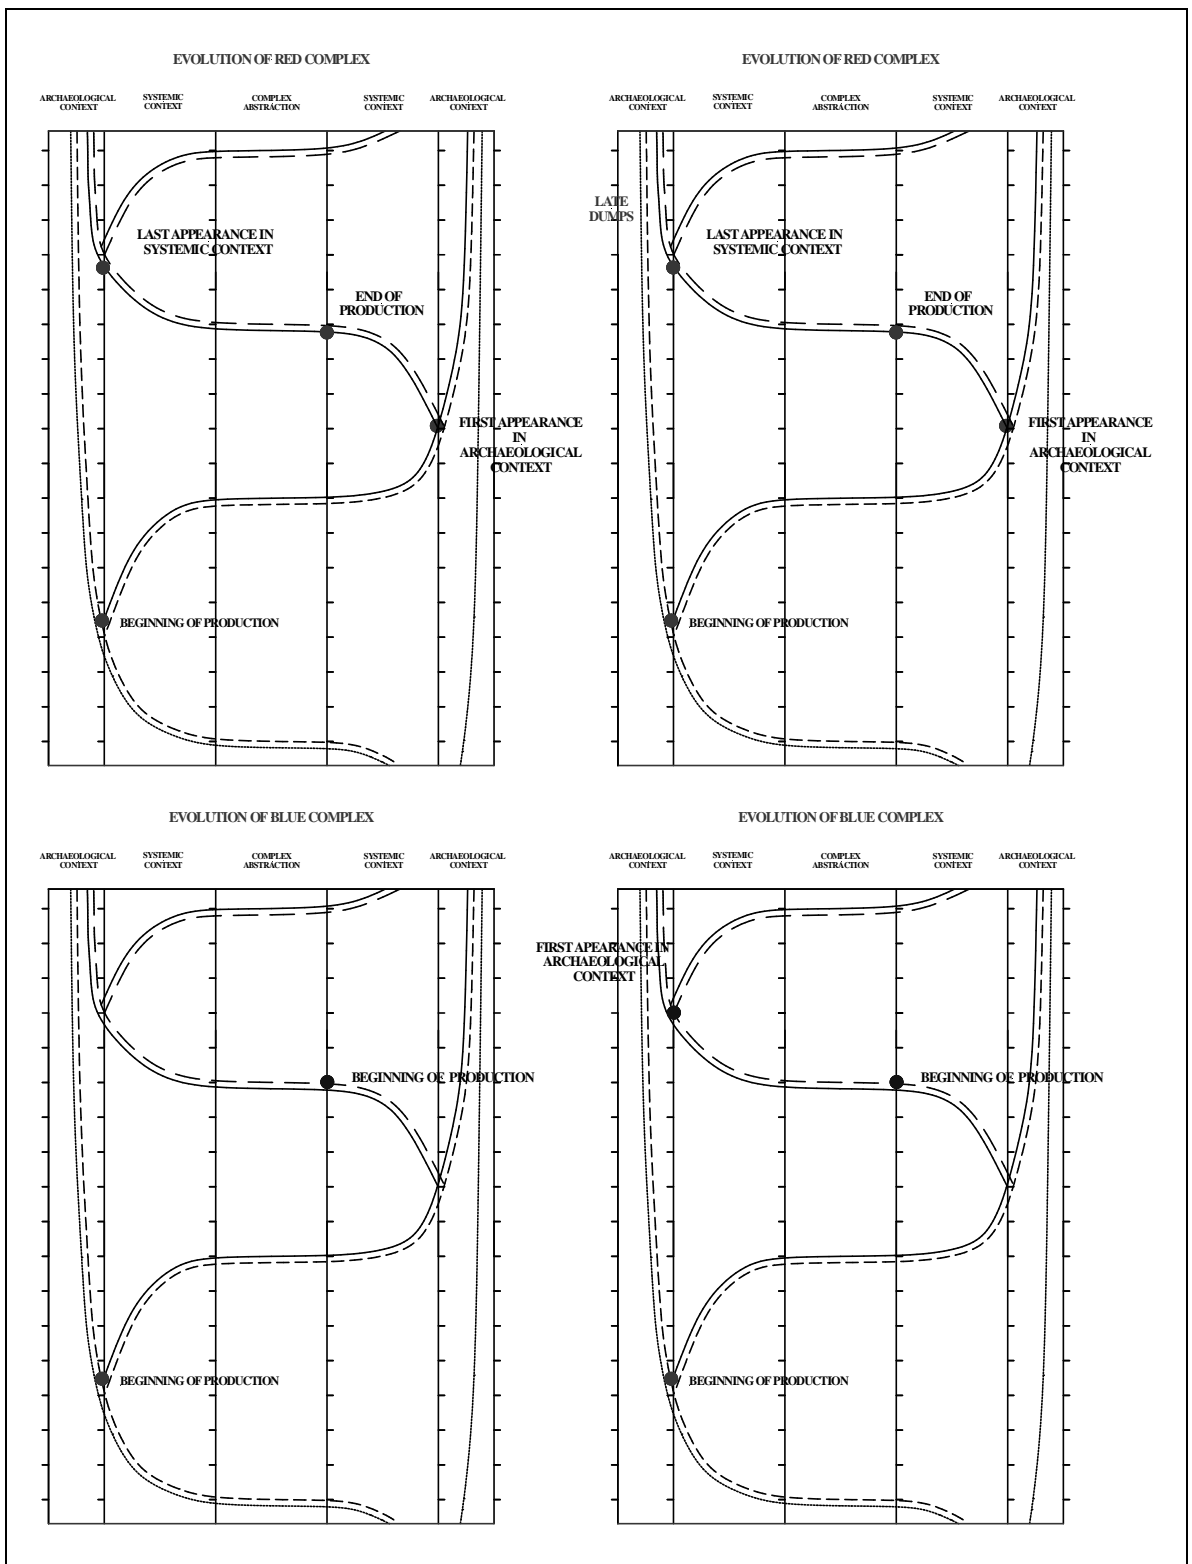 EVOLUTION OF RED COMPLEX
ARCHAEOLOGICAL
CONTEXT
SYSTEMIC
CONTEXT
COMPLEX
ABSTRACTION
SYSTEMIC
CONTEXT
ARCHAEOLOGICAL
CONTEXT
LAST APPEARANCE IN
SYSTEMIC CONTEXT
END OF
PRODUCTION
FIRST APPEARANCE
IN
ARCHAEOLOGICAL
CONTEXT
BEGINNING OF PRODUCTION
EVOLUTION OF RED COMPLEX
ARCHAEOLOGICAL
CONTEXT
SYSTEMIC
CONTEXT
COMPLEX
ABSTRACTION
SYSTEMIC
CONTEXT
ARCHAEOLOGICAL
CONTEXT
LATE
DUMPS
LAST APPEARANCE IN
SYSTEMIC CONTEXT
END OF
PRODUCTION
FIRST APPEARANCE
IN
ARCHAEOLOGICAL
CONTEXT
BEGINNING OF PRODUCTION
EVOLUTION OF BLUE COMPLEX
ARCHAEOLOGICAL
CONTEXT
SYSTEMIC
CONTEXT
COMPLEX
ABSTRACTION
SYSTEMIC
CONTEXT
ARCHAEOLOGICAL
CONTEXT
BEGINNING OF PRODUCTION
BEGINNING OF PRODUCTION
EVOLUTION OF BLUE COMPLEX
ARCHAEOLOGICAL
CONTEXT
SYSTEMIC
CONTEXT
COMPLEX
ABSTRACTION
SYSTEMIC
CONTEXT
ARCHAEOLOGICAL
CONTEXT
FIRST APEARANCE IN
ARCHAEOLOGICAL
CONTEXT
BEGINNING OF PRODUCTION
BEGINNING OF PRODUCTION